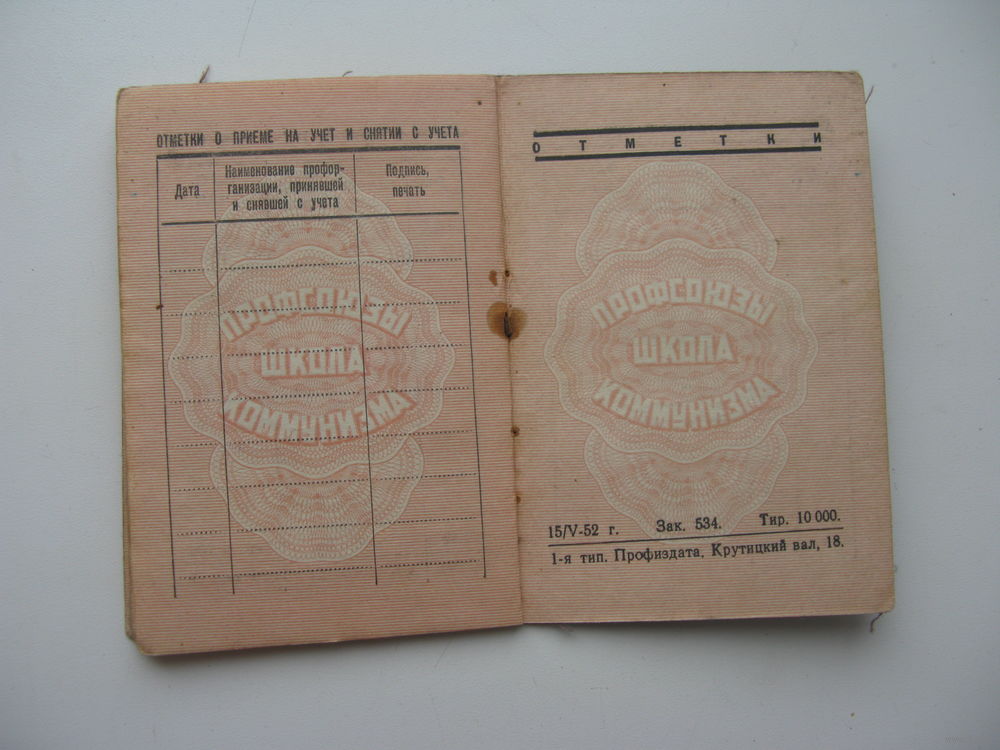 ОТМЕТКИ О ПРИЕМЕ НА УЧЕТ И СНЯТИИ С УЧЕТА
Дата
Наименование профор-
ганизации, принявшей
и снявшей с учета
Подпись,
печать
ПРОФСОЮЗЫ
ШКОЛА
КОММУНИЗМА
ОТМЕТКИ
ПРОФСОЮЗЫ
ШКОЛА
КОММУНИЗМА
15/V-52 г. Зак. 534. Тир. 10 000.
1-я тип. Профиздата, Крутицкий вал, 18.